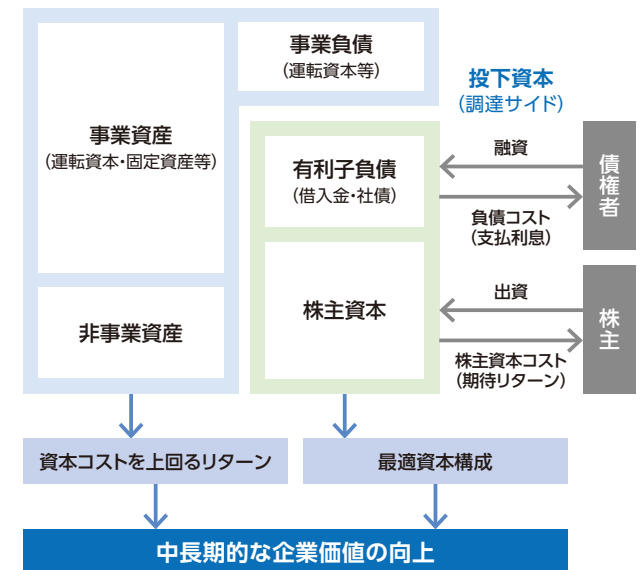 事業負債
（運転資本等）
投下資本
（調達サイド）
事業資産
（運転資本・固定資産等）
有利子負債
（借入金・社債）
融資
負債コスト
（支払利息）
債権者
非事業資産
株主資本
出資
株主資本コスト
（期待リターン）
株主
資本コストを上回るリターン
最適資本構成
中長期的な企業価値の向上